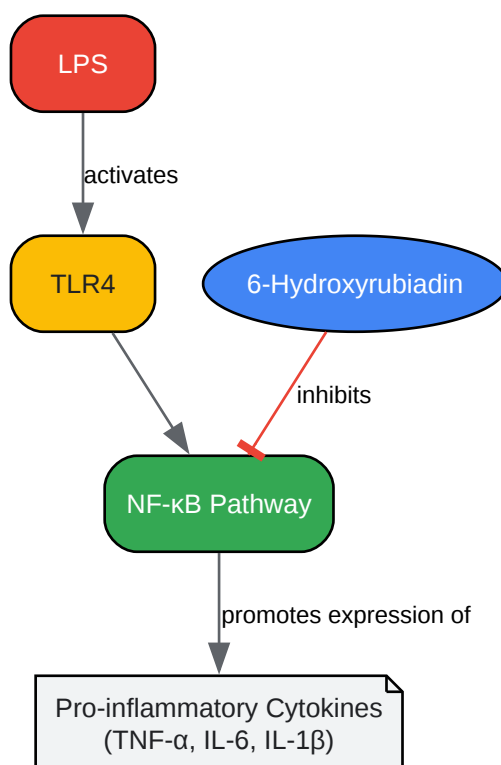 LPS
activates
TLR4
6-Hydroxyrubiadin
inhibits
NF-κB Pathway
promotes expression of
Pro-inflammatory Cytokines
(TNF-α, IL-6, IL-1β)